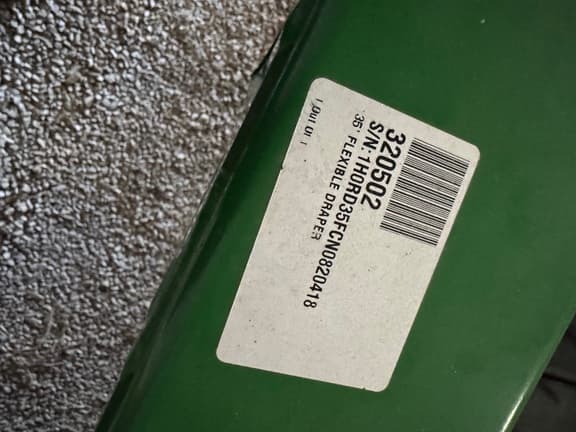 320502
S/N: 1H0RD35FCN0820418
35' FLEXIBLE DRAPER
1 Out Of 1